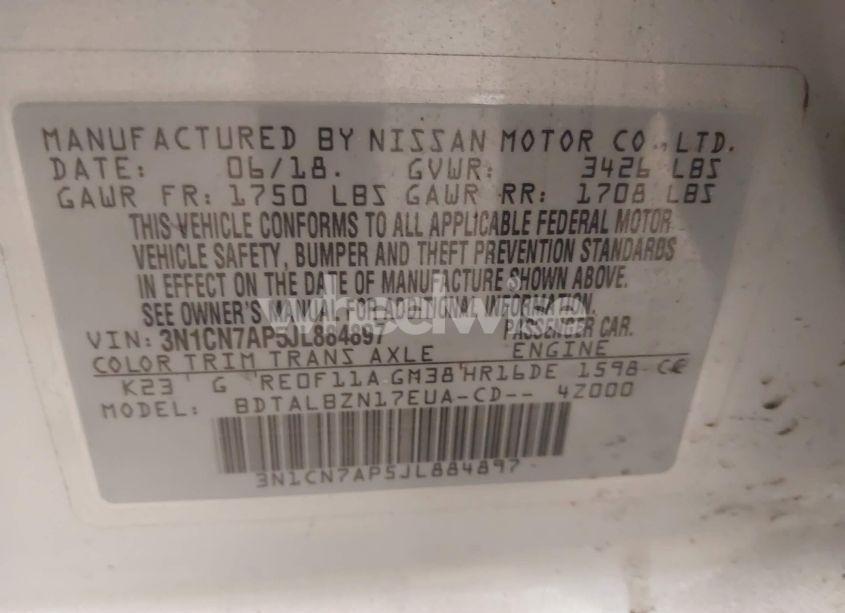 MANUFACTURED BY NISSAN MOTOR CO., LTD.
DATE: 06/18. GVWR: 3426 LBS
GAWR FR: 1750 LBS GAWR RR: 1708 LBS
THIS VEHICLE CONFORMS TO ALL APPLICABLE FEDERAL MOTOR
VEHICLE SAFETY, BUMPER AND THEFT PREVENTION STANDARDS
IN EFFECT ON THE DATE OF MANUFACTURE SHOWN ABOVE.
SEE OWNER'S MANUAL FOR ADDITIONAL INFORMATION.
VIN: 3N1CN7AP5JL884897 PASSENGER CAR.
COLOR TRIM TRANS AXLE ENGINE
K23 G RE0F11A GM38 HR16DE 1598-CC
MODEL: BDTALBZN17EUA-CD-- 4Z000
3N1CN7AP5JL884897